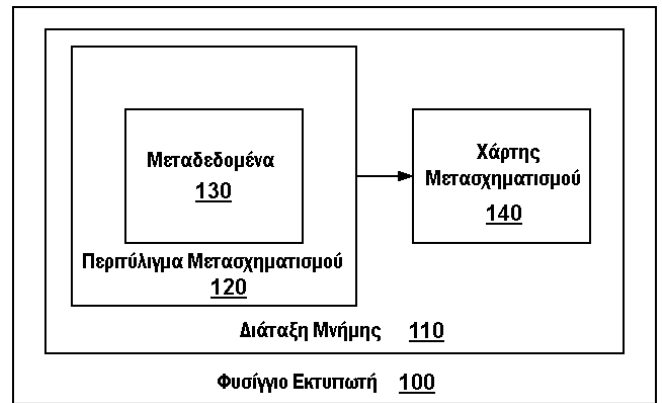 Μεταδεδομένα
130
Περιτύλιγμα Μετασχηματισμού
120
Χάρτης
Μετασχηματισμού
140
Διάταξη Μνήμης 110
Φυσίγγιο Εκτυπωτή 100